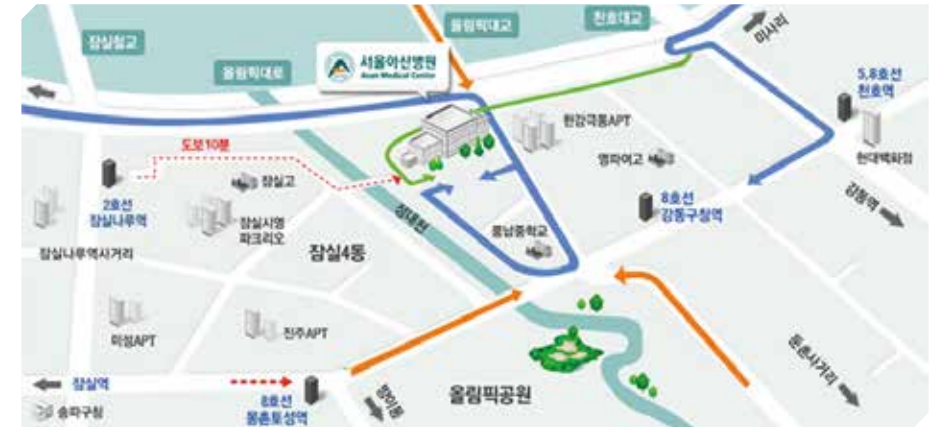 잠실철교
올림픽대로
서울아산병원
Asan Medical Center
올림픽대교
천호대교
미사리
5,8호선
천호역
현대백화점
강동역
도보10분
2호선
잠실나루역
잠실고
한강극동APT
영파여고
8호선
강동구청역
잠실시영
파크리오
잠실나루역사거리
잠실4동
성내천
풍남중학교
미성APT
진주APT
둔촌사거리
잠실역
송파구청
8호선
몽촌토성역
방이동
올림픽공원